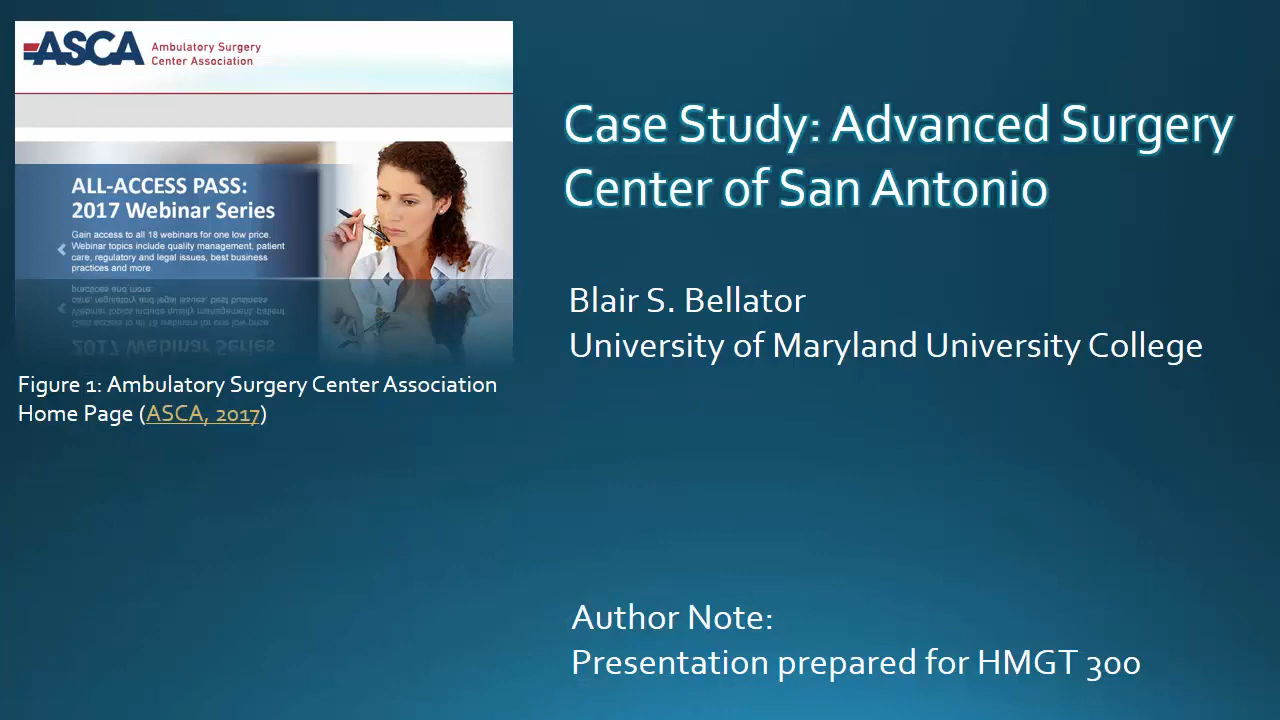 ASCA Ambulatory Surgery
Center Association
ALL-ACCESS PASS:
2017 Webinar Series
Gain access to all 18 webinars for one low price.
Webinar topics include quality management, patient
care, regulatory and legal issues, best business
practices and more.
Figure 1: Ambulatory Surgery Center Association
Home Page (ASCA, 2017)
Case Study: Advanced Surgery
Center of San Antonio
Blair S. Bellator
University of Maryland University College
Author Note:
Presentation prepared for HMGT 300